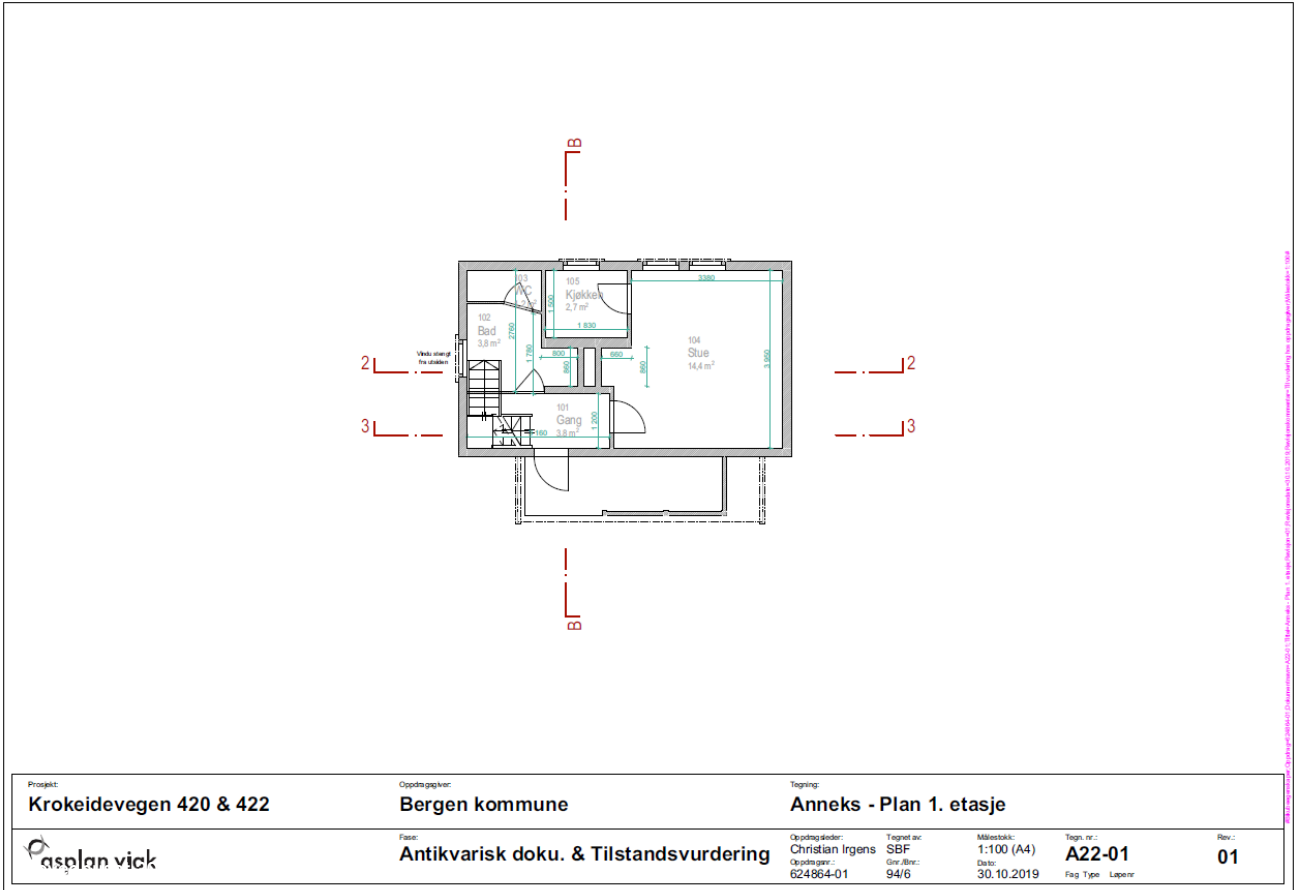 B
3380
103
WC
105
Kjøkken
2,7 m²
1 500
1 830
102
Bad
3,8 m²
2760
1 780
104
Stue
14,4 m²
3 950
Vindu stengt
fra utsiden
800
660
860
860
2
2
101
Gang
3,8 m²
1 200
160
3
3
B
Prosjekt:
Krokeidevegen 420 & 422
Oppdragsgiver:
Bergen kommune
Tegning:
Anneks - Plan 1. etasje
asplan viak
Fase:
Antikvarisk doku. & Tilstandsvurdering
Oppdragsleder:
Christian Irgens
Oppdragsnr.:
624864-01
Tegnet av:
SBF
Gnr./Bnr.:
94/6
Målestokk:
1:100 (A4)
Dato:
30.10.2019
Tegn. nr.:
A22-01
Fag Type Løpenr
Rev.:
01